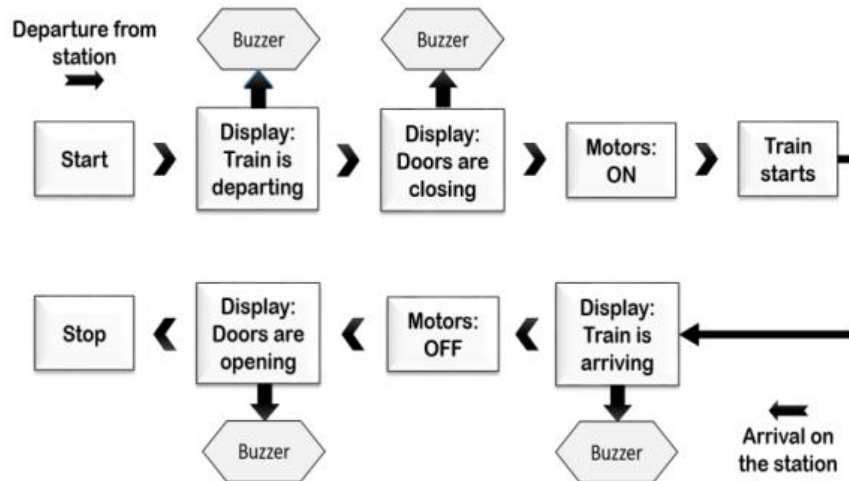 Departure from
station
Buzzer
Buzzer
Start
Display:
Train is
departing
Display:
Doors are
closing
Motors:
ON
Train
starts
Stop
Display:
Doors are
opening
Motors:
OFF
Display:
Train is
arriving
Buzzer
Buzzer
Arrival on
the station